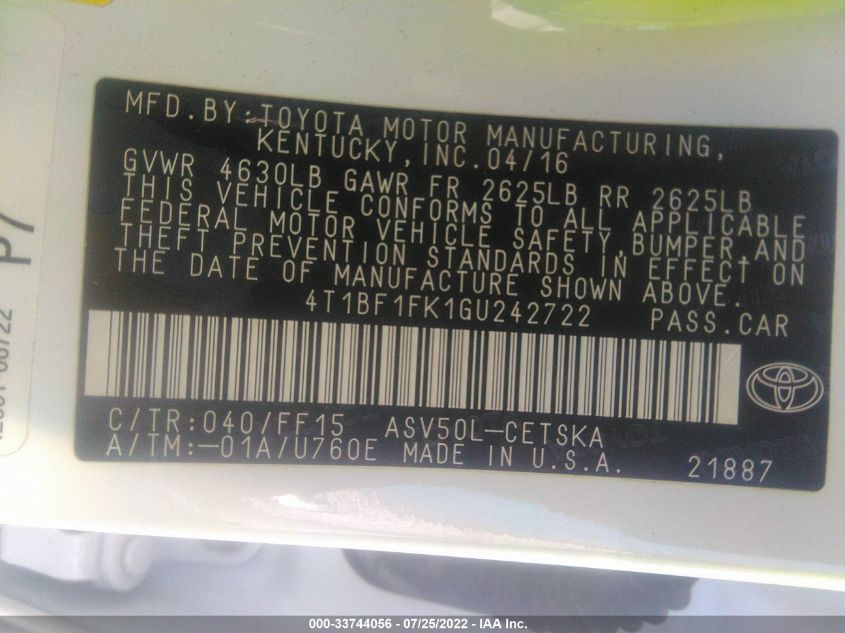 MFD.BY:TOYOTA MOTOR MANUFACTURING,
KENTUCKY,INC.04/16
GVWR 4630LB GAWR FR 2625LB RR 2625LB
THIS VEHICLE CONFORMS TO ALL APPLICABLE
FEDERAL MOTOR VEHICLE SAFETY,BUMPER,AND
THEFT PREVENTION STANDARDS IN EFFECT ON
THE DATE OF MANUFACTURE SHOWN ABOVE.
4T1BF1FK1GU242722 PASS.CAR
C/TR:040/FF15 ASV50L-CETSKA
A/TM:-01A/U760E MADE IN U.S.A. 21887
P7
000-33744056 - 07/25/2022 - IAA Inc.